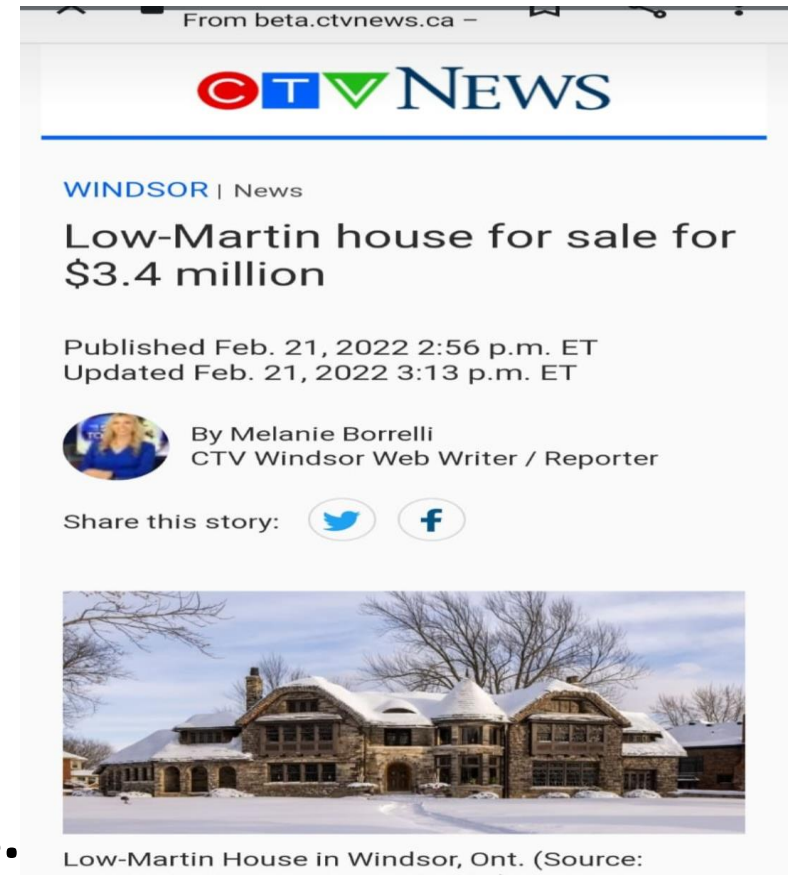 From beta.ctvnews.ca –
CTV NEWS
WINDSOR | News
Low-Martin house for sale for
$3.4 million
Published Feb. 21, 2022 2:56 p.m. ET
Updated Feb. 21, 2022 3:13 p.m. ET
By Melanie Borrelli
CTV Windsor Web Writer / Reporter
Share this story:
Low-Martin House in Windsor, Ont. (Source: